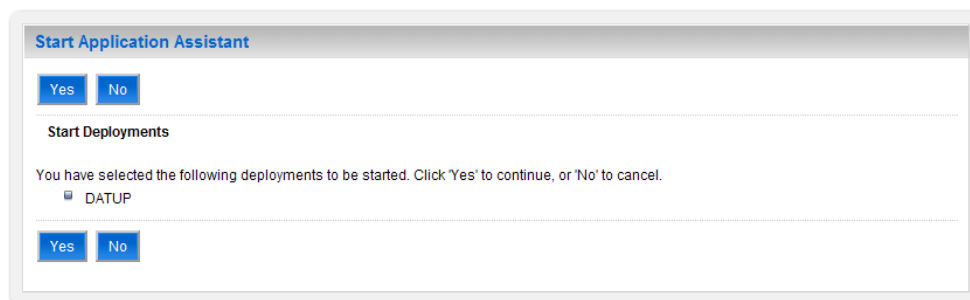 Start Application Assistant
Yes No
Start Deployments
You have selected the following deployments to be started. Click 'Yes' to continue, or 'No' to cancel.
DATUP
Yes No